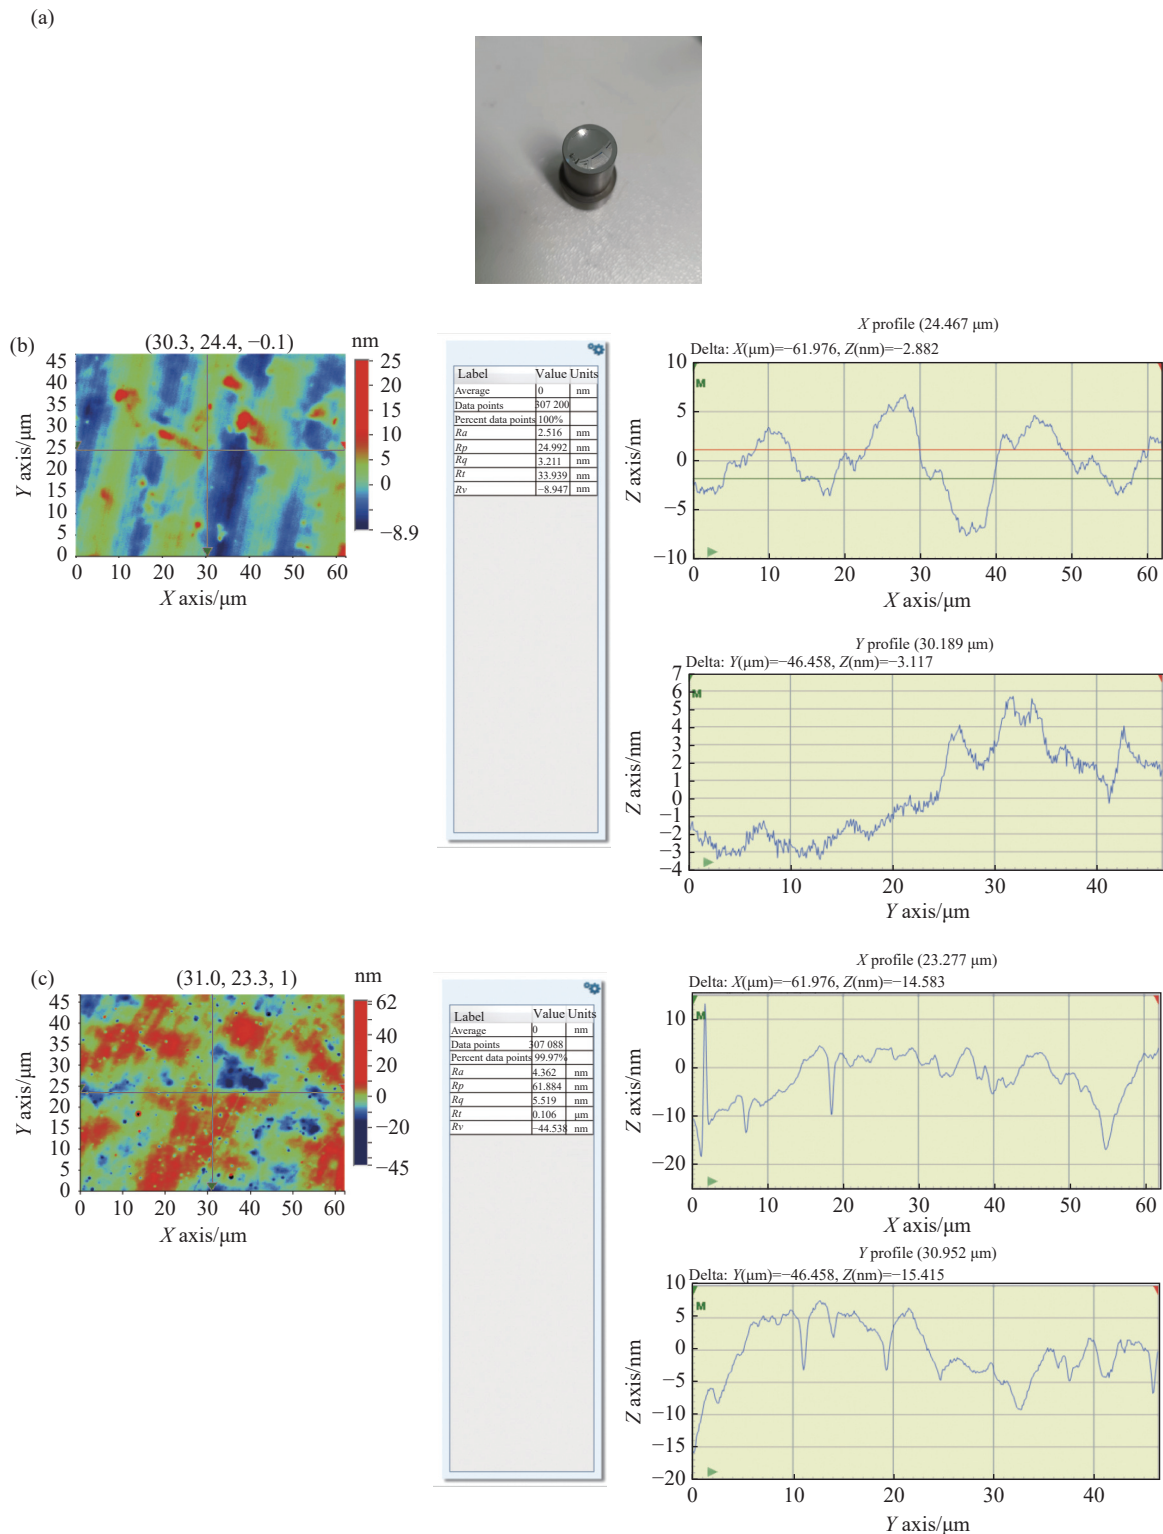 (a)
(b)
(30.3, 24.4, −0.1)
nm
45
40
35
30
25
20
15
10
5
0
Y axis/μm
0 10 20 30 40 50 60
X axis/μm
25
20
15
10
5
0
−5
−8.9
Label Value Units
Average 0 nm
Data points 307 200
Percent data points 100%
Ra 2.516 nm
Rp 24.992 nm
Rq 3.211 nm
Rt 33.939 nm
Rv −8.947 nm
X profile (24.467 μm)
Delta: X(μm)=−61.976, Z(nm)=−2.882
M
10
5
0
−5
−10
Z axis/nm
0 10 20 30 40 50 60
X axis/μm
Y profile (30.189 μm)
Delta: Y(μm)=−46.458, Z(nm)=−3.117
M
7
6
5
4
3
2
1
0
−1
−2
−3
−4
Z axis/nm
0 10 20 30 40
Y axis/μm
(c)
(31.0, 23.3, 1)
nm
45
40
35
30
25
20
15
10
5
0
Y axis/μm
0 10 20 30 40 50 60
X axis/μm
62
40
20
0
−20
−45
Label Value Units
Average 0 nm
Data points 307 088
Percent data points 99.97%
Ra 4.362 nm
Rp 61.884 nm
Rq 5.519 nm
Rt 0.106 μm
Rv −44.538 nm
X profile (23.277 μm)
Delta: X(μm)=−61.976, Z(nm)=−14.583
M
10
0
−10
−20
Z axis/nm
0 10 20 30 40 50 60
X axis/μm
Y profile (30.952 μm)
Delta: Y(μm)=−46.458, Z(nm)=−15.415
M
10
5
0
−5
−10
−15
−20
Z axis/nm
0 10 20 30 40
Y axis/μm